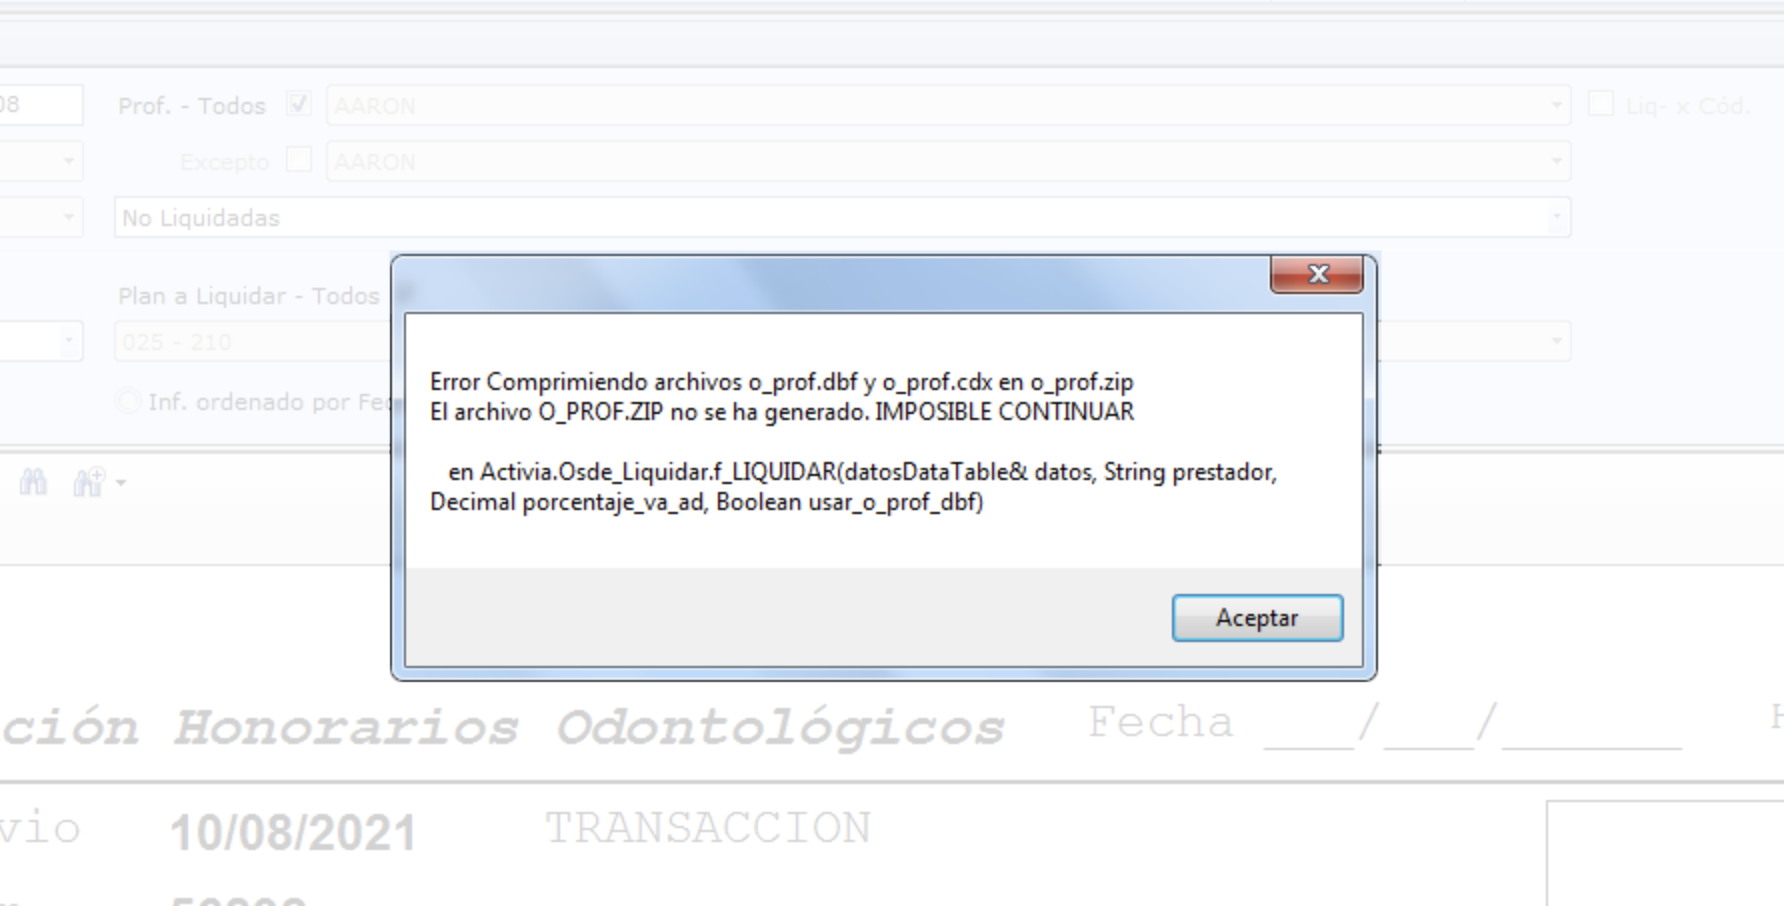 08
Prof. - Todos
AARON
Liq- x Cód.
Excepto
AARON
No Liquidadas
Plan a Liquidar - Todos
025 - 210
Inf. ordenado por Fec
x
Error Comprimiendo archivos o_prof.dbf y o_prof.cdx en o_prof.zip
El archivo O_PROF.ZIP no se ha generado. IMPOSIBLE CONTINUAR
en Activia.Osde_Liquidar.f_LIQUIDAR(datosDataTable& datos, String prestador,
Decimal porcentaje_va_ad, Boolean usar_o_prof_dbf)
Aceptar
ción Honorarios Odontológicos Fecha ___/___/______
vio 10/08/2021 TRANSACCION